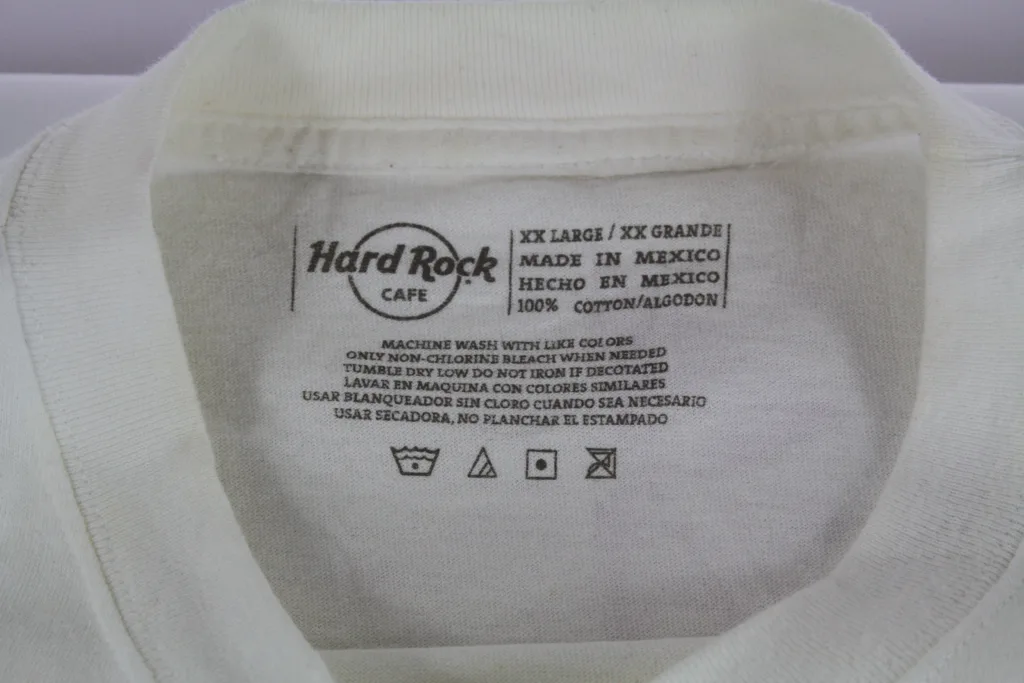 Hard Rock
CAFE
XX LARGE / XX GRANDE
MADE IN MEXICO
HECHO EN MEXICO
100% COTTON/ALGODON
MACHINE WASH WITH LIKE COLORS
ONLY NON-CHLORINE BLEACH WHEN NEEDED
TUMBLE DRY LOW DO NOT IRON IF DECOTATED
LAVAR EN MAQUINA CON COLORES SIMILARES
USAR BLANQUEADOR SIN CLORO CUANDO SEA NECESARIO
USAR SECADORA, NO PLANCHAR EL ESTAMPADO